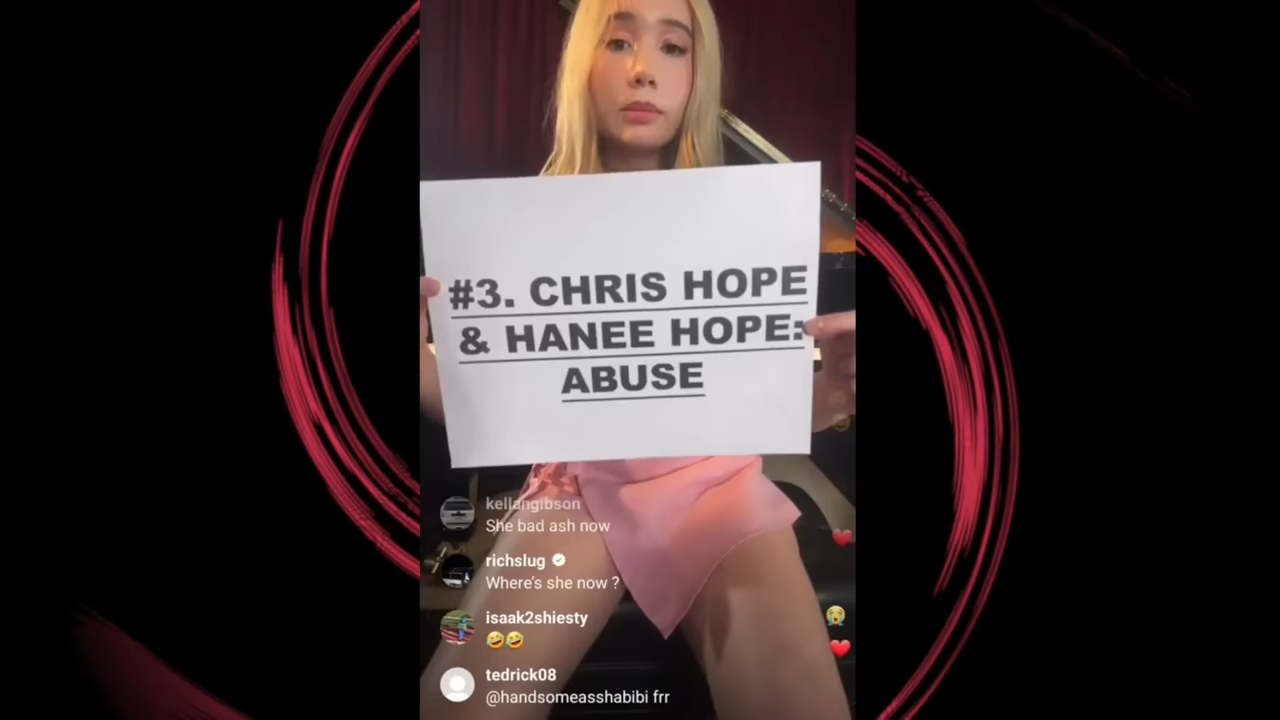 #3. CHRIS HOPE
& HANEE HOPE:
ABUSE
kellangibson
She bad ash now
richslug
Where's she now ?
isaak2shiesty
🤣🤣
tedrick08
@handsomeasshabibi frr